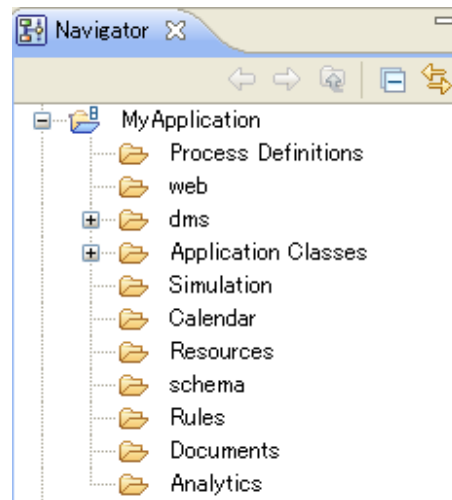 Navigator
MyApplication
Process Definitions
web
dms
Application Classes
Simulation
Calendar
Resources
schema
Rules
Documents
Analytics